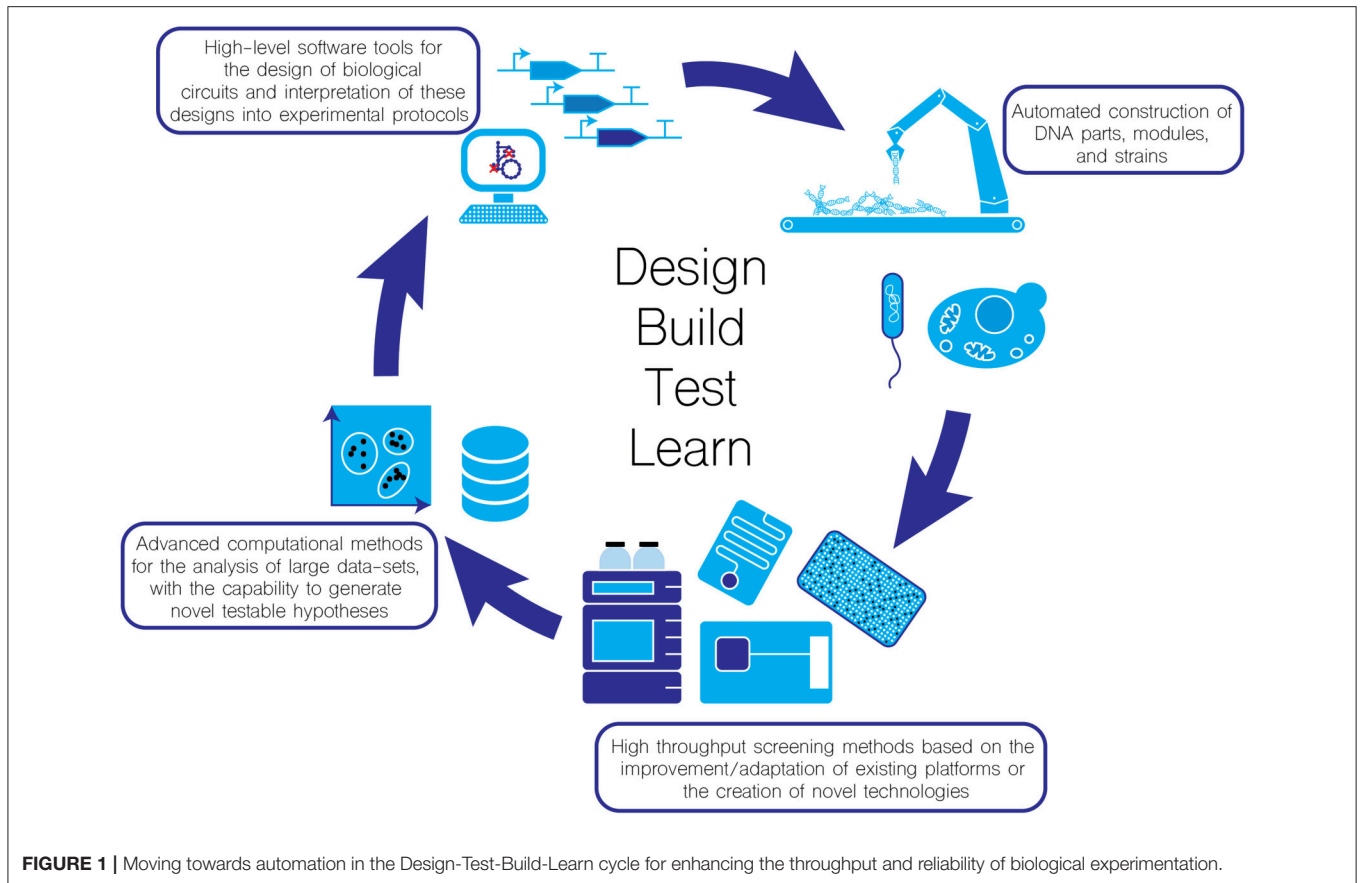 High-level software tools for
the design of biological
circuits and interpretation of these
designs into experimental protocols
Automated construction of
DNA parts, modules,
and strains
Design
Build
Test
Learn
Advanced computational methods
for the analysis of large data-sets,
with the capability to generate
novel testable hypotheses
High throughput screening methods based on the
improvement/adaptation of existing platforms or
the creation of novel technologies
FIGURE 1 | Moving towards automation in the Design-Test-Build-Learn cycle for enhancing the throughput and reliability of biological experimentation.